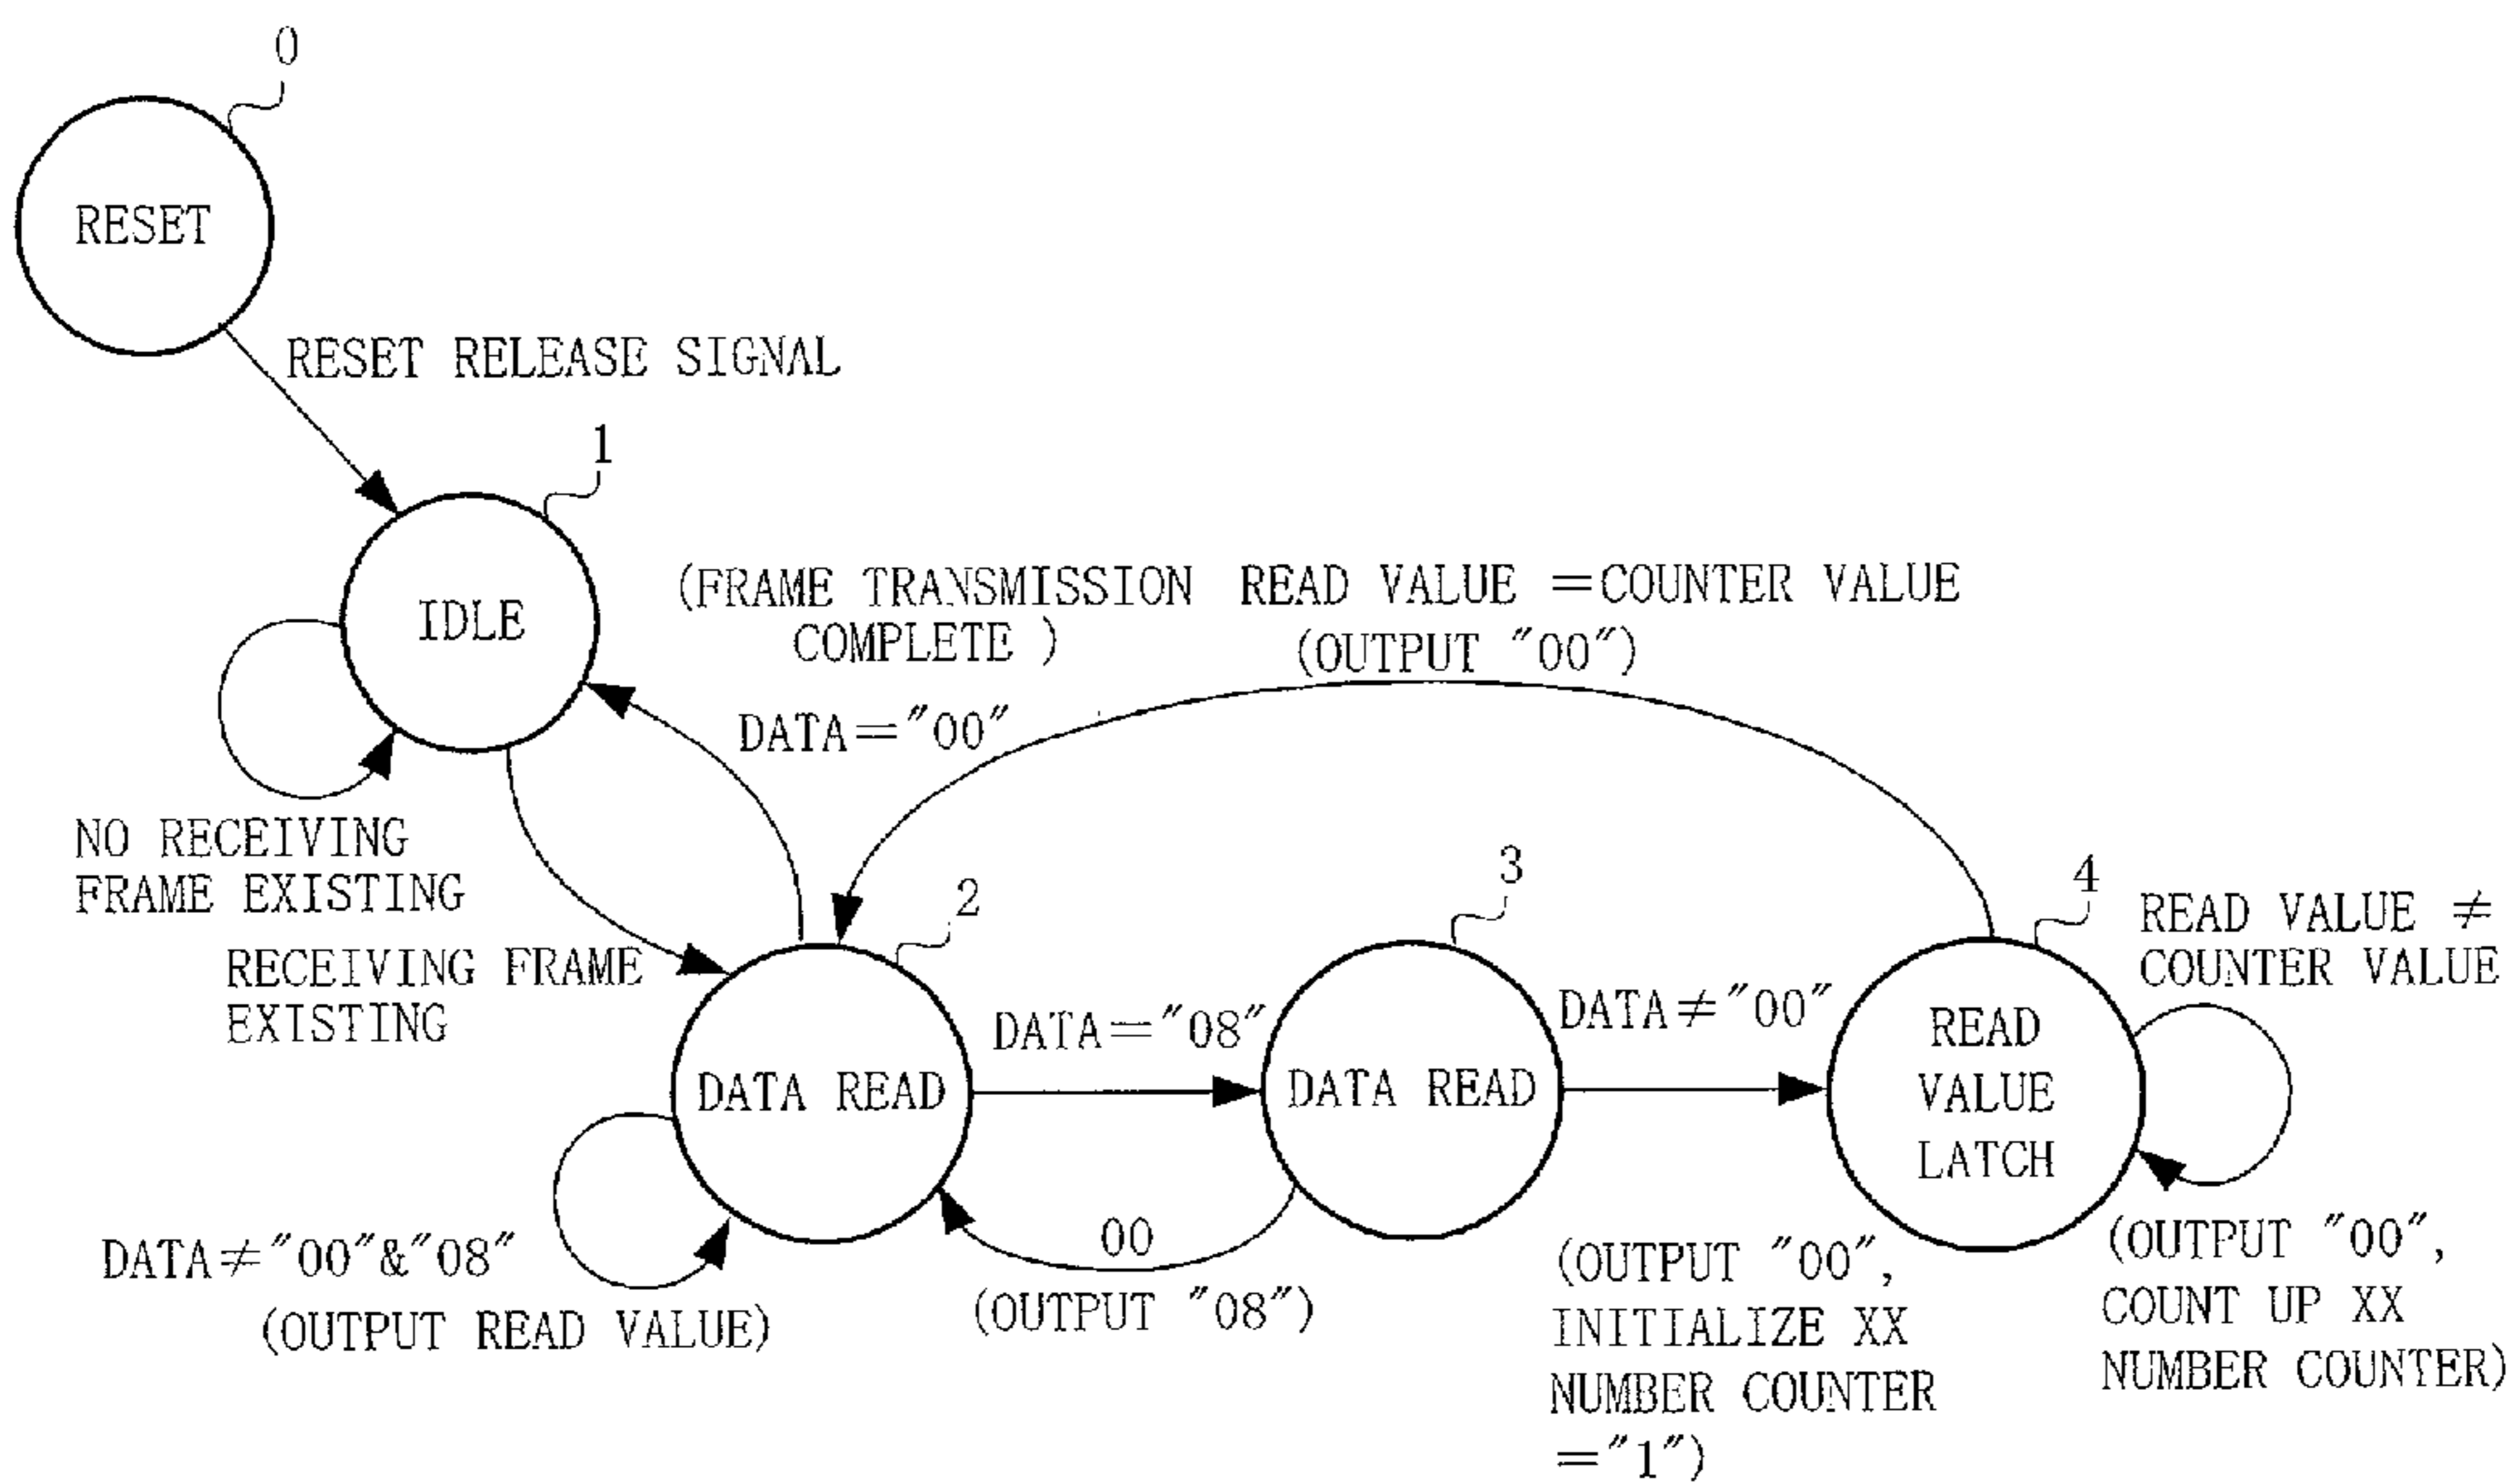 0
RESET
RESET RELEASE SIGNAL
1
IDLE
(FRAME TRANSMISSION
COMPLETE )
READ VALUE =COUNTER VALUE
(OUTPUT "00")
DATA="00"
NO RECEIVING
FRAME EXISTING
RECEIVING FRAME
EXISTING
2
DATA READ
DATA≠"00"&"08"
(OUTPUT READ VALUE)
DATA="08"
00
(OUTPUT "08")
3
DATA READ
DATA≠"00"
(OUTPUT "00",
INITIALIZE XX
NUMBER COUNTER
="1")
4
READ
VALUE
LATCH
READ VALUE ≠
COUNTER VALUE
(OUTPUT "00",
COUNT UP XX
NUMBER COUNTER)